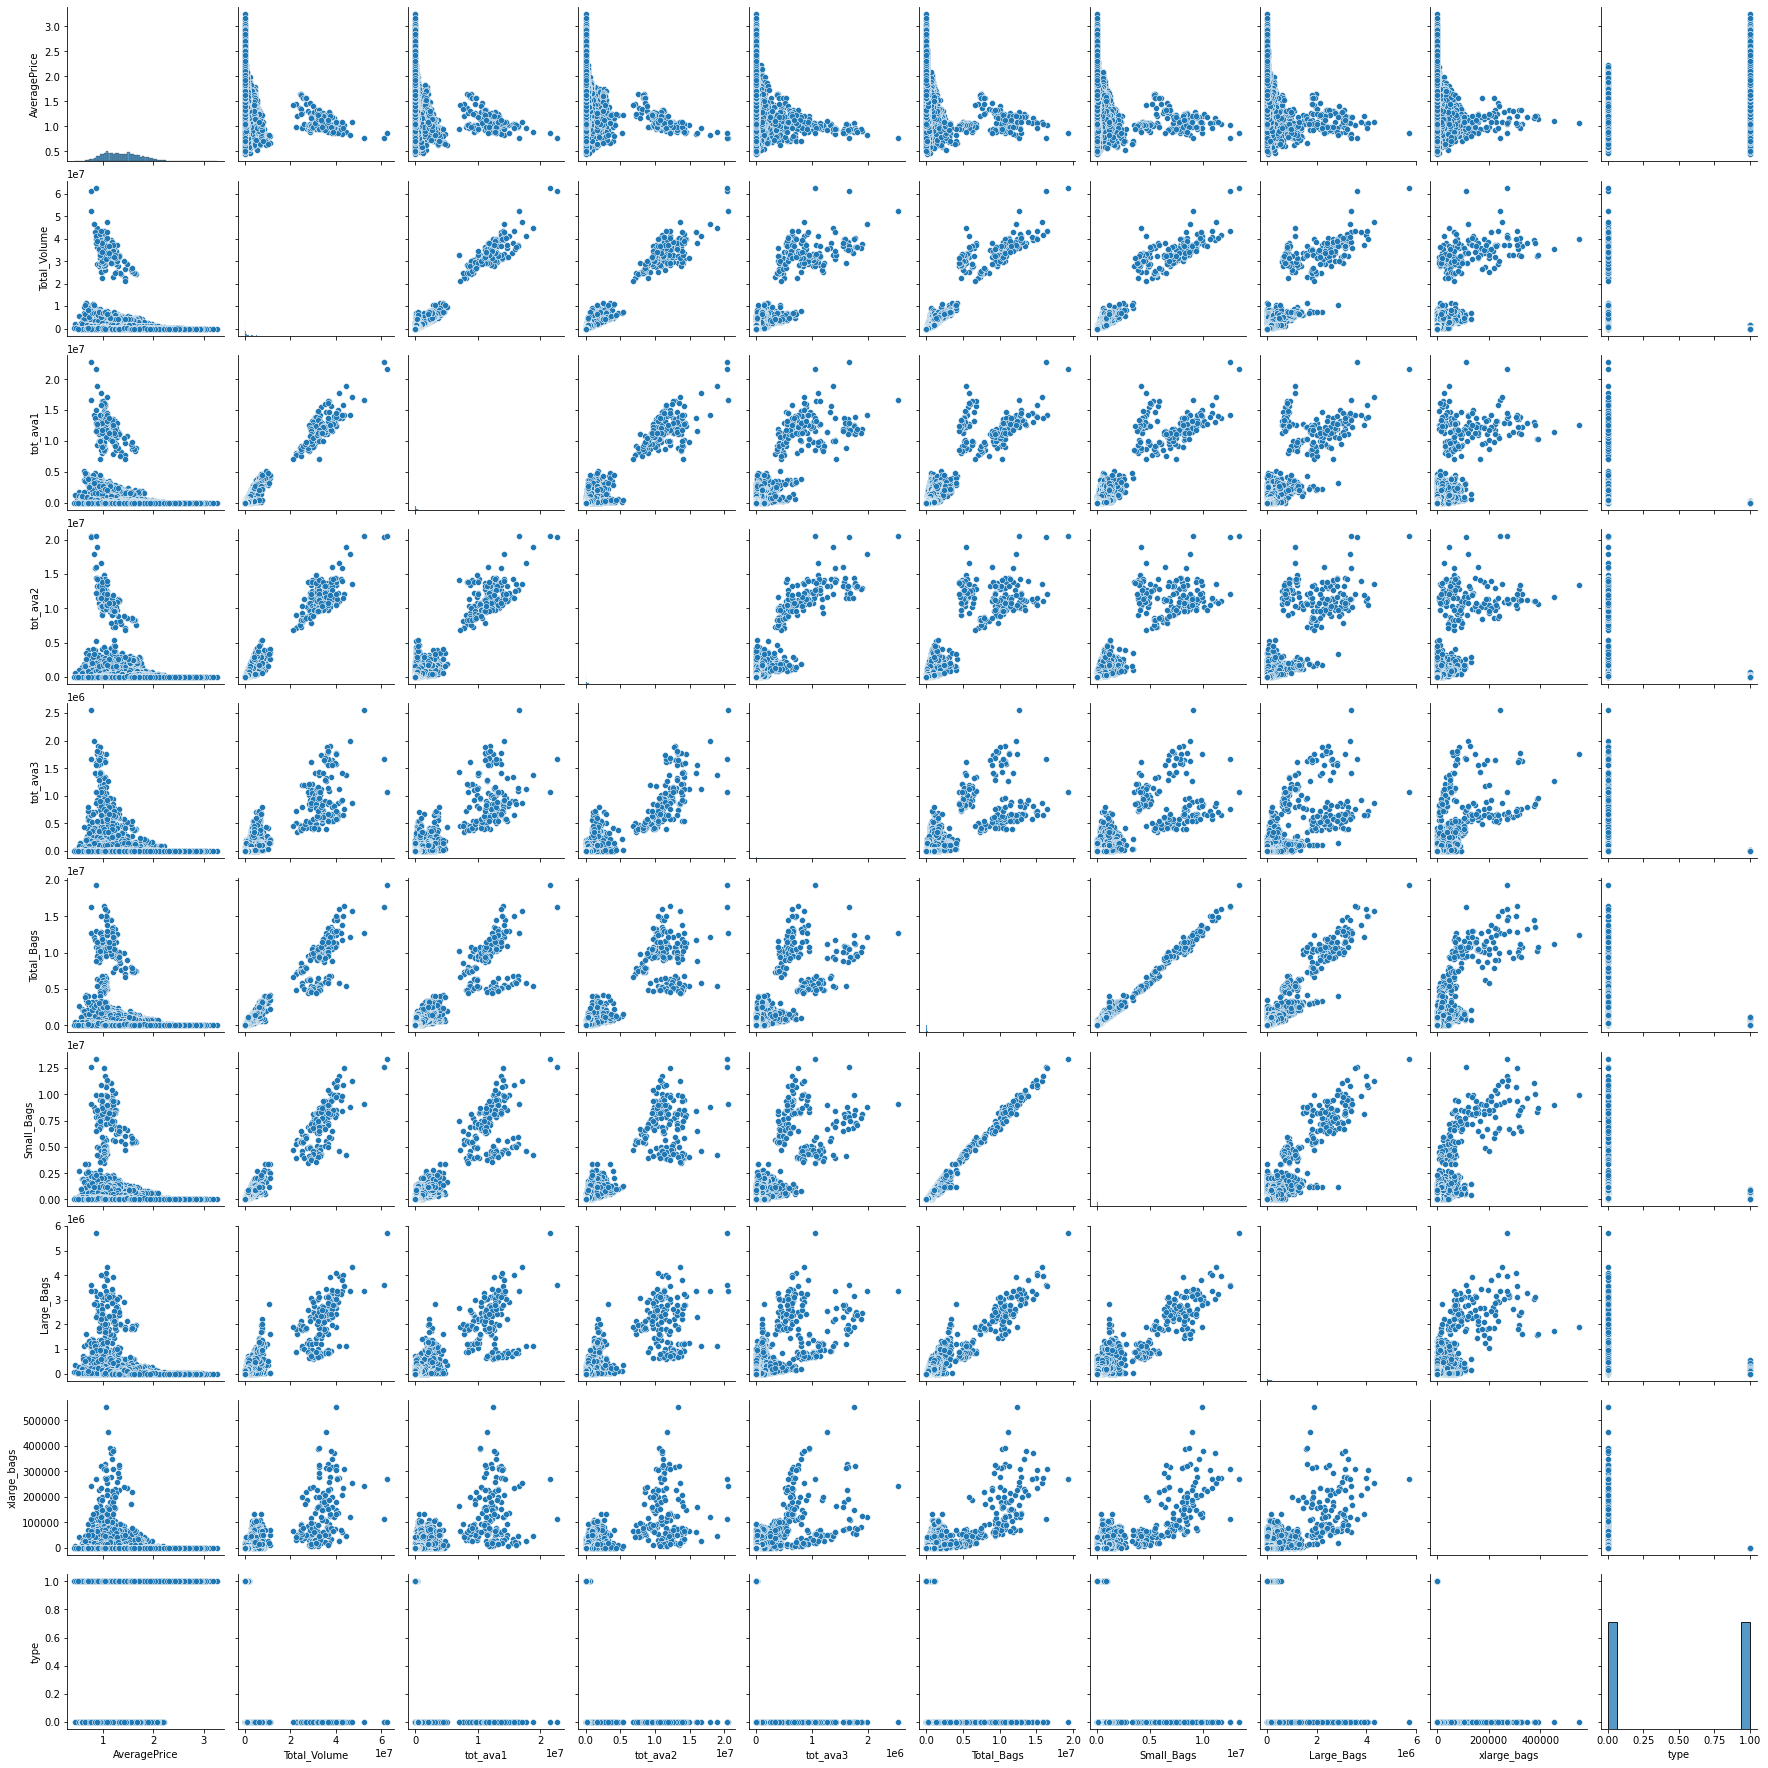 3.0
2.5
2.0
1.5
1.0
0.5
AveragePrice
1e7
6
5
4
3
2
1
0
Total_Volume
1e7
2.0
1.5
1.0
0.5
0.0
tot_ava1
1e7
2.0
1.5
1.0
0.5
0.0
tot_ava2
1e6
2.5
2.0
1.5
1.0
0.5
0.0
tot_ava3
1e7
2.0
1.5
1.0
0.5
0.0
Total_Bags
1e7
1.25
1.00
0.75
0.50
0.25
0.00
Small_Bags
1e6
6
5
4
3
2
1
0
Large_Bags
500000
400000
300000
200000
100000
0
xlarge_bags
1.0
0.8
0.6
0.4
0.2
0.0
type
1 2 3
AveragePrice
0 2 4 6
Total_Volume 1e7
0 1 2
tot_ava1 1e7
0.0 0.5 1.0 1.5 2.0
tot_ava2 1e7
0 1 2
tot_ava3 1e6
0.0 0.5 1.0 1.5 2.0
Total_Bags 1e7
0.0 0.5 1.0
Small_Bags 1e7
0 2 4 6
Large_Bags 1e6
0 200000 400000
xlarge_bags
0.00 0.25 0.50 0.75 1.00
type